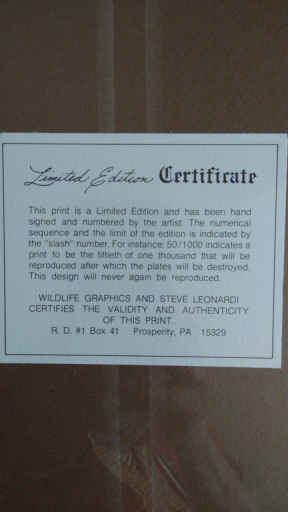 Limited Edition Certificate
This print is a Limited Edition and has been hand
signed and numbered by the artist. The numerical
sequence and the limit of the edition is indicated by
the "slash" number. For instance, 50/1000 indicates a
print to be the fiftieth of one thousand that will be
reproduced after which the plates will be destroyed.
This design will never again be reproduced.
WILDLIFE GRAPHICS AND STEVE LEONARDI
CERTIFIES THE VALIDITY AND AUTHENTICITY
OF THIS PRINT.
R. D. #1 Box 41 Prosperity, PA 15329